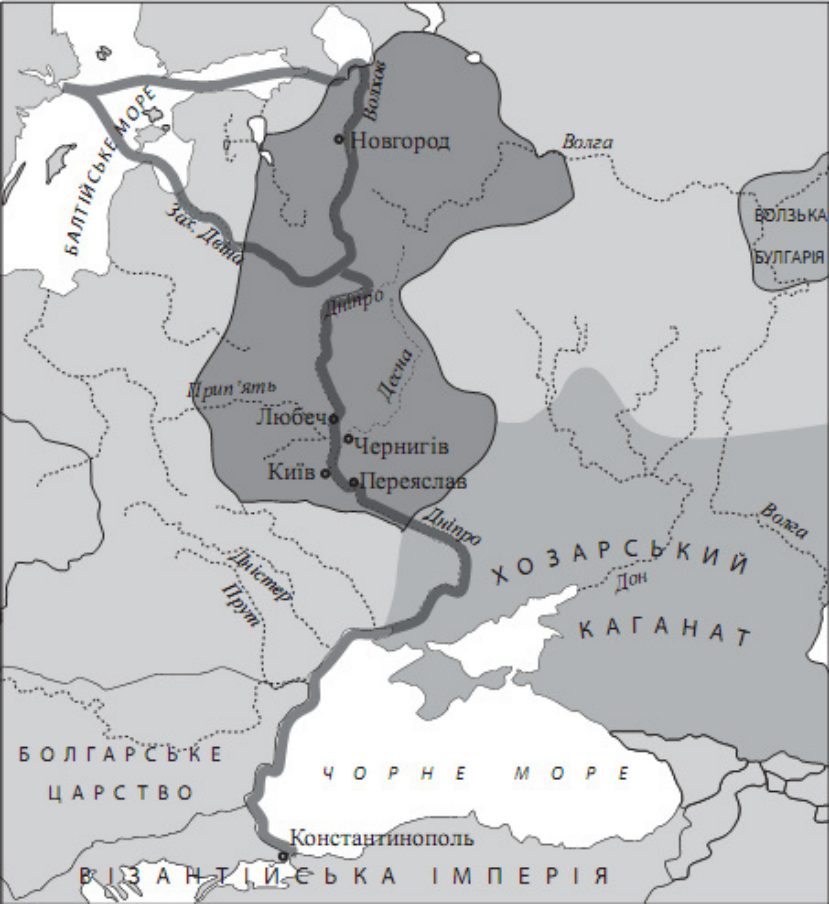 Волхов
Новгород
Волга
БАЛТІЙСЬКЕ МОРЕ
ВОЛЗЬКА
БУЛГАРІЯ
Зах. Двіна
Дніпро
Десна
Прип'ять
Любеч
Чернигів
Київ
Переяслав
Дніпро
Волга
ХОЗАРСЬКИЙ
Дон
КАГАНАТ
Дністер
Прут
БОЛГАРСЬКЕ
ЦАРСТВО
ЧОРНЕ МОРЕ
Константинополь
ВІЗАНТІЙСЬКА ІМПЕРІЯ